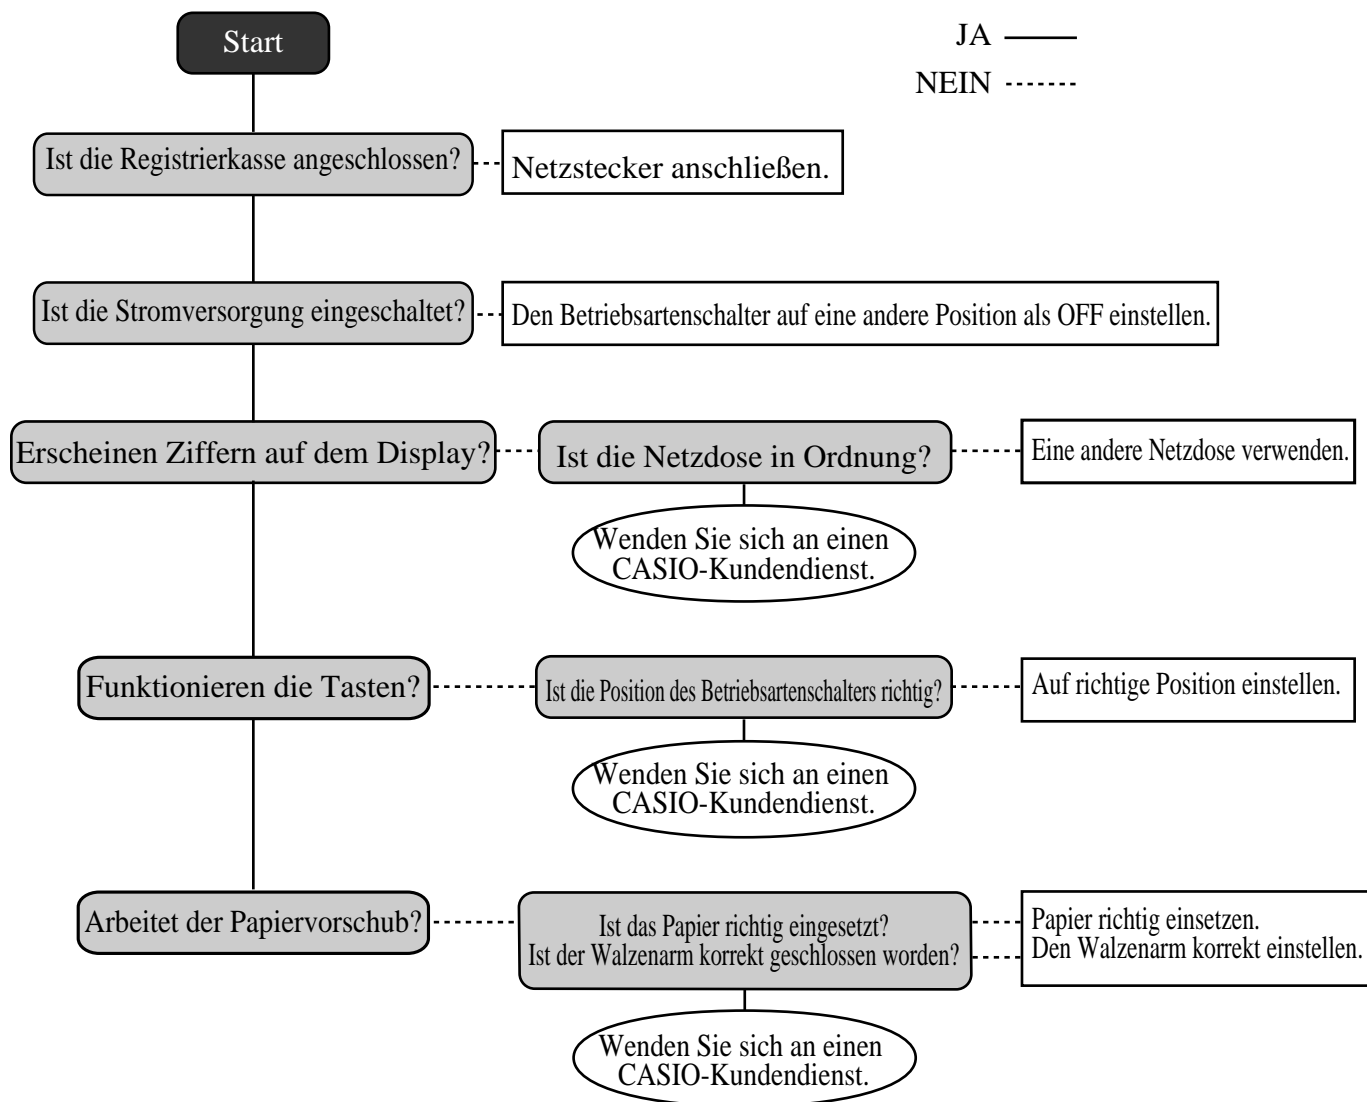 Start
JA
NEIN
Ist die Registrierkasse angeschlossen?
Netzstecker anschließen.
Ist die Stromversorgung eingeschaltet?
Den Betriebsartenschalter auf eine andere Position als OFF einstellen.
Erscheinen Ziffern auf dem Display?
Ist die Netzdose in Ordnung?
Eine andere Netzdose verwenden.
Wenden Sie sich an einen
CASIO-Kundendienst.
Funktionieren die Tasten?
Ist die Position des Betriebsartenschalters richtig?
Auf richtige Position einstellen.
Wenden Sie sich an einen
CASIO-Kundendienst.
Arbeitet der Papiervorschub?
Ist das Papier richtig eingesetzt?
Ist der Walzenarm korrekt geschlossen worden?
Papier richtig einsetzen.
Den Walzenarm korrekt einstellen.
Wenden Sie sich an einen
CASIO-Kundendienst.